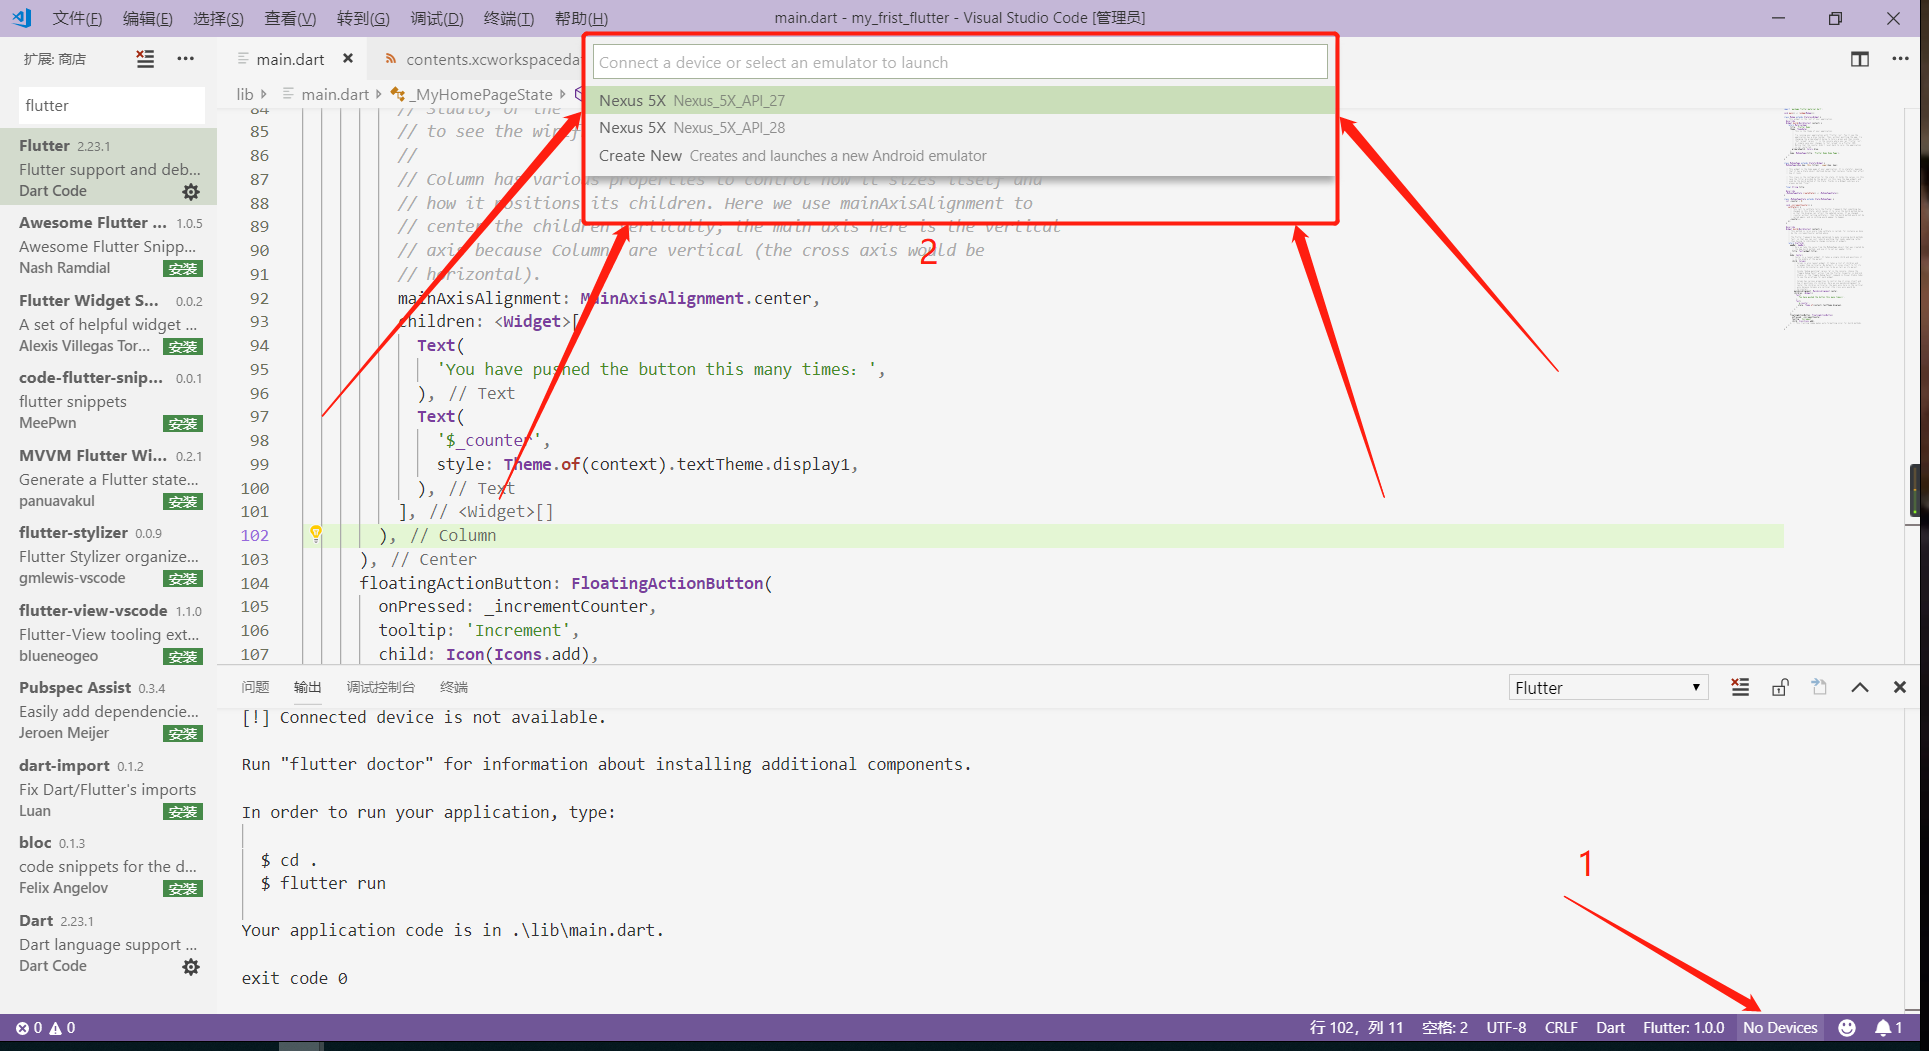 文件(F) 编辑(E) 选择(S) 查看(V) 转到(G) 调试(D) 终端(T) 帮助(H) main.dart - my_frist_flutter - Visual Studio Code [管理员]
扩展: 商店
flutter
Flutter 2.23.1
Flutter support and deb...
Dart Code
Awesome Flutter ... 1.0.5
Awesome Flutter Snipp...
Nash Ramdial 安装
Flutter Widget S... 0.0.2
A set of helpful widget ...
Alexis Villegas Tor... 安装
code-flutter-snip... 0.0.1
flutter snippets
MeePwn 安装
MVVM Flutter Wi... 0.2.1
Generate a Flutter state...
panuavakul 安装
flutter-stylizer 0.0.9
Flutter Stylizer organize...
gmlewis-vscode 安装
flutter-view-vscode 1.1.0
Flutter-View tooling ext...
blueneogeo 安装
Pubspec Assist 0.3.4
Easily add dependencie...
Jeroen Meijer 安装
dart-import 0.1.2
Fix Dart/Flutter's imports
Luan 安装
bloc 0.1.3
code snippets for the d...
Felix Angelov 安装
Dart 2.23.1
Dart language support ...
Dart Code
main.dart contents.xcworkspaceda
lib main.dart _MyHomePageState
Connect a device or select an emulator to launch
Nexus 5X Nexus_5X_API_27
Nexus 5X Nexus_5X_API_28
Create New Creates and launches a new Android emulator
2
84 // Studio, or the
85 // to see the wiref
86 //
87 // Column has various properties to control how it sizes itself and
88 // how it positions its children. Here we use mainAxisAlignment to
89 // center the children vertically; the main axis here is the vertical
90 // axis because Columns are vertical (the cross axis would be
91 // horizontal).
92 mainAxisAlignment: MainAxisAlignment.center,
93 children: <Widget>[
94 Text(
95 'You have pushed the button this many times: ',
96 ), // Text
97 Text(
98 '$_counter',
99 style: Theme.of(context).textTheme.display1,
100 ), // Text
101 ], // <Widget>[]
102 ), // Column
103 ), // Center
104 floatingActionButton: FloatingActionButton(
105 onPressed: _incrementCounter,
106 tooltip: 'Increment',
107 child: Icon(Icons.add),
问题 输出 调试控制台 终端 Flutter
[!] Connected device is not available.
Run "flutter doctor" for information about installing additional components.
In order to run your application, type:
$ cd .
$ flutter run
Your application code is in .\lib\main.dart.
exit code 0
1
0 0 行 102, 列 11 空格: 2 UTF-8 CRLF Dart Flutter: 1.0.0 No Devices 1